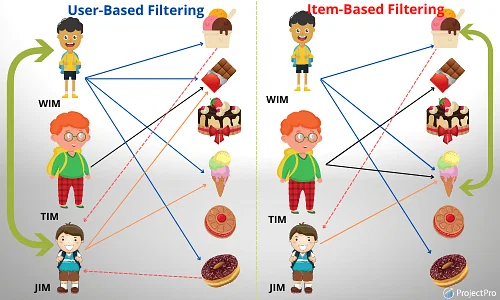 User-Based Filtering
Item-Based Filtering
WIM
TIM
JIM
WIM
TIM
JIM
ProjectPro